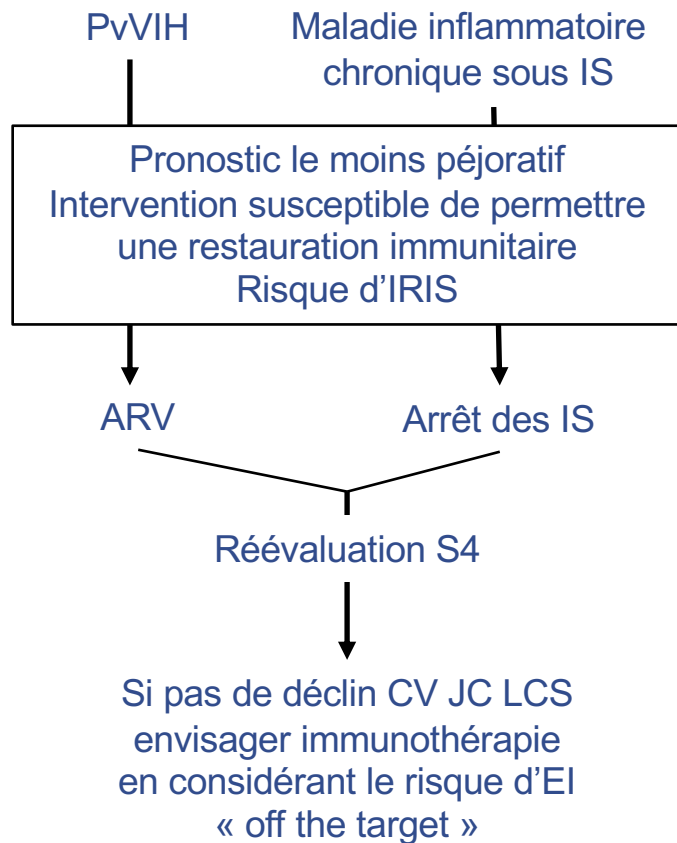 PvVIH
Maladie inflammatoire
chronique sous IS
Pronostic le moins péjoratif
Intervention susceptible de permettre
une restauration immunitaire
Risque d’IRIS
ARV
Arrêt des IS
Réévaluation S4
Si pas de déclin CV JC LCS
envisager immunothérapie
en considérant le risque d’EI
« off the target »